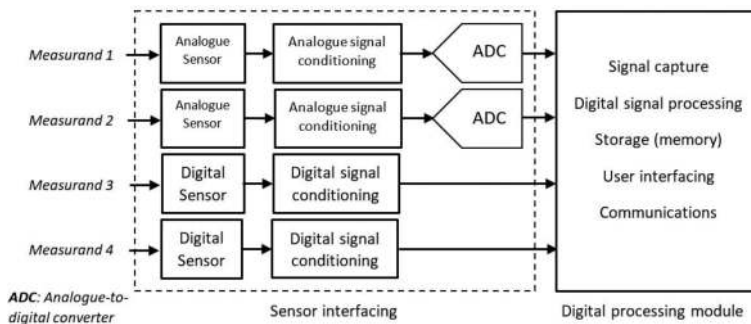 Measurand 1
Analogue
Sensor
Analogue signal
conditioning
ADC
Measurand 2
Analogue
Sensor
Analogue signal
conditioning
ADC
Measurand 3
Digital
Sensor
Digital signal
conditioning
Measurand 4
Digital
Sensor
Digital signal
conditioning
Signal capture
Digital signal processing
Storage (memory)
User interfacing
Communications
ADC: Analogue-to-
digital converter
Sensor interfacing
Digital processing module